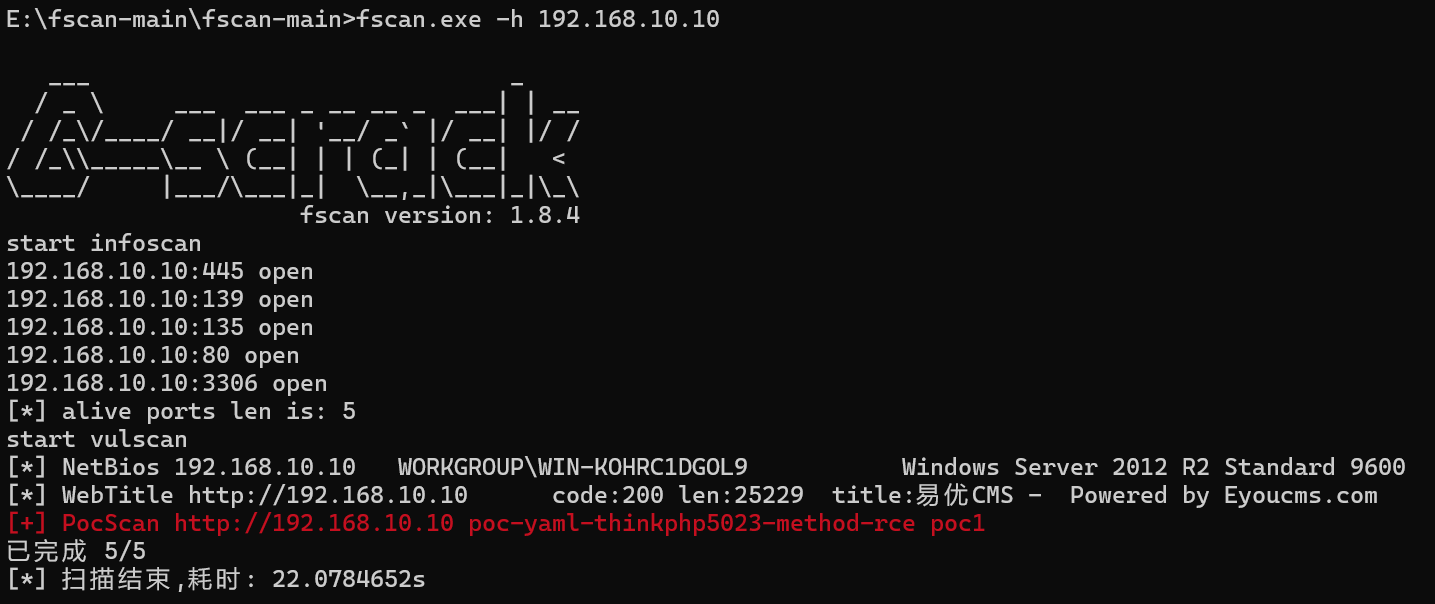 E:\fscan-main\fscan-main>fscan.exe -h 192.168.10.10
   ___                              _
  / _ \     ___  ___ _ __ __ _  ___| | __
 / /_\/____/ __|/ __| '__/ _` |/ __| |/ /
/ /_\\_____\__ \ (__| | | (_| | (__|   <
\____/     |___/\___|_|  \__,_|\___|_|\_\
                     fscan version: 1.8.4
start infoscan
192.168.10.10:445 open
192.168.10.10:139 open
192.168.10.10:135 open
192.168.10.10:80 open
192.168.10.10:3306 open
[*] alive ports len is: 5
start vulscan
[*] NetBios 192.168.10.10   WORKGROUP\WIN-KOHRC1DGOL9           Windows Server 2012 R2 Standard 9600
[*] WebTitle http://192.168.10.10      code:200 len:25229  title:易优CMS -  Powered by Eyoucms.com
[+] PocScan http://192.168.10.10 poc-yaml-thinkphp5023-method-rce poc1
已完成 5/5
[*] 扫描结束,耗时: 22.0784652s